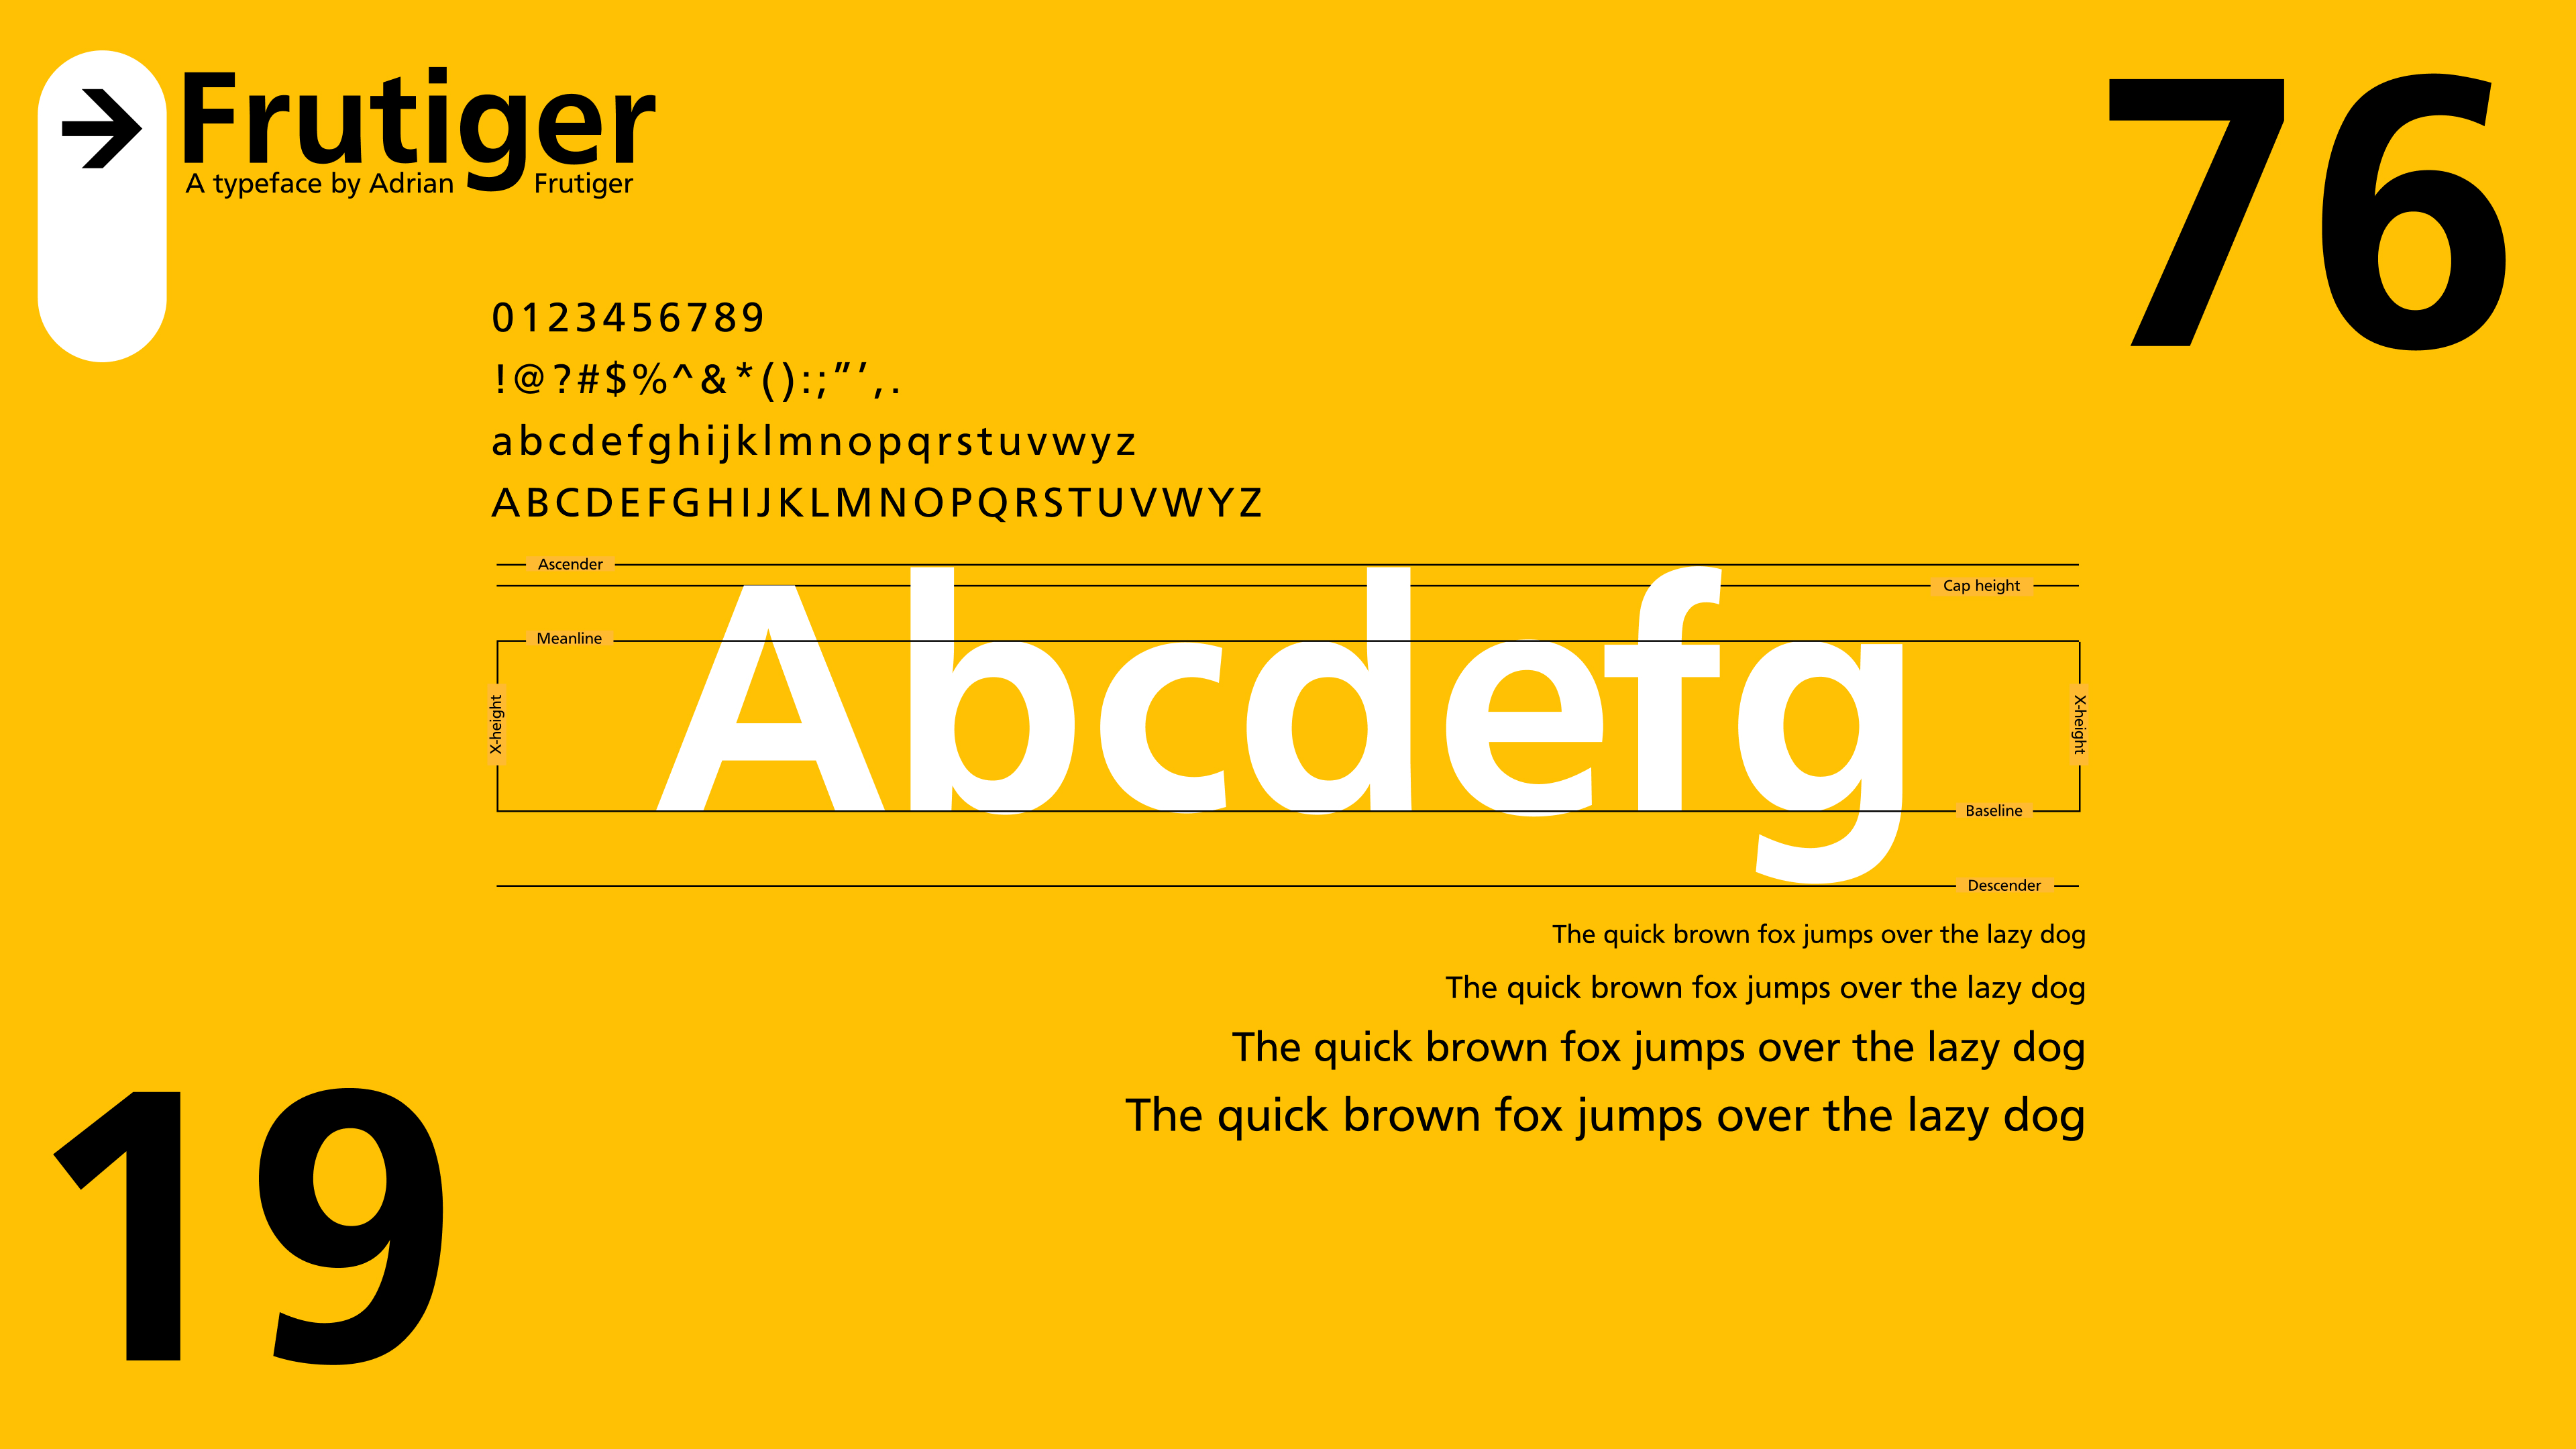 Frutiger
A typeface by Adrian Frutiger
76
0123456789
!@?#$%^&*():;”’,.
abcdefghijklmnopqrstuvwyz
ABCDEFGHIJKLMNOPQRSTUVWYZ
Ascender
Cap height
Meanline
Abcdefg
X-height
X-height
Baseline
Descender
The quick brown fox jumps over the lazy dog
The quick brown fox jumps over the lazy dog
The quick brown fox jumps over the lazy dog
The quick brown fox jumps over the lazy dog
19